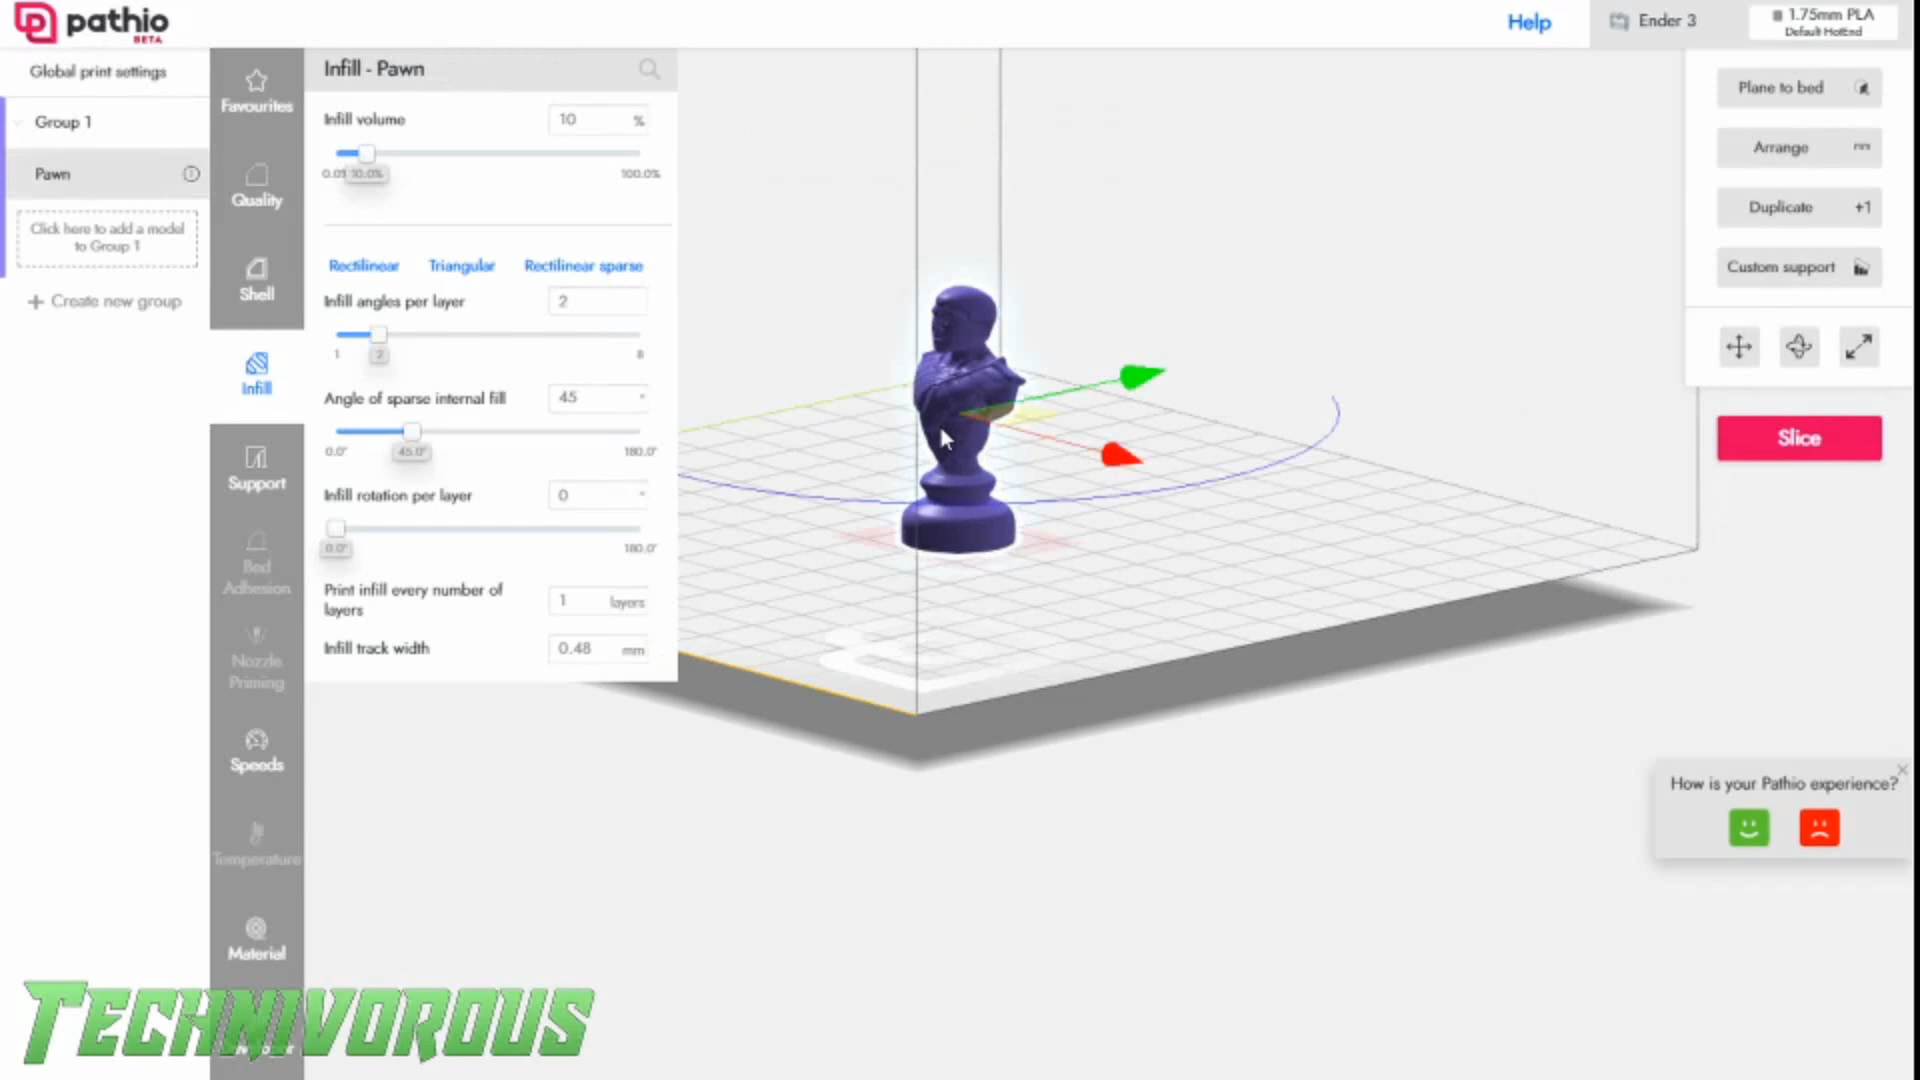 pathio
BETA
Help
Ender 3
1.75mm PLA
Default HotEnd
Global print settings
Group 1
Pawn
Click here to add a model
to Group 1
+ Create new group
Favourites
Quality
Shell
Infill
Support
Bed
Adhesion
Nozzle
Priming
Speeds
Temperature
Material
Infill - Pawn
Infill volume
10 %
10.0%
100.0%
Rectilinear
Triangular
Rectilinear sparse
Infill angles per layer
2
1
2
8
Angle of sparse internal fill
45 °
0.0°
45.0°
180.0°
Infill rotation per layer
0 °
0.0°
180.0°
Print infill every number of
layers
1 layers
Infill track width
0.48 mm
Plane to bed
Arrange
Duplicate +1
Custom support
Slice
How is your Pathio experience?
TECHNIVOROUS